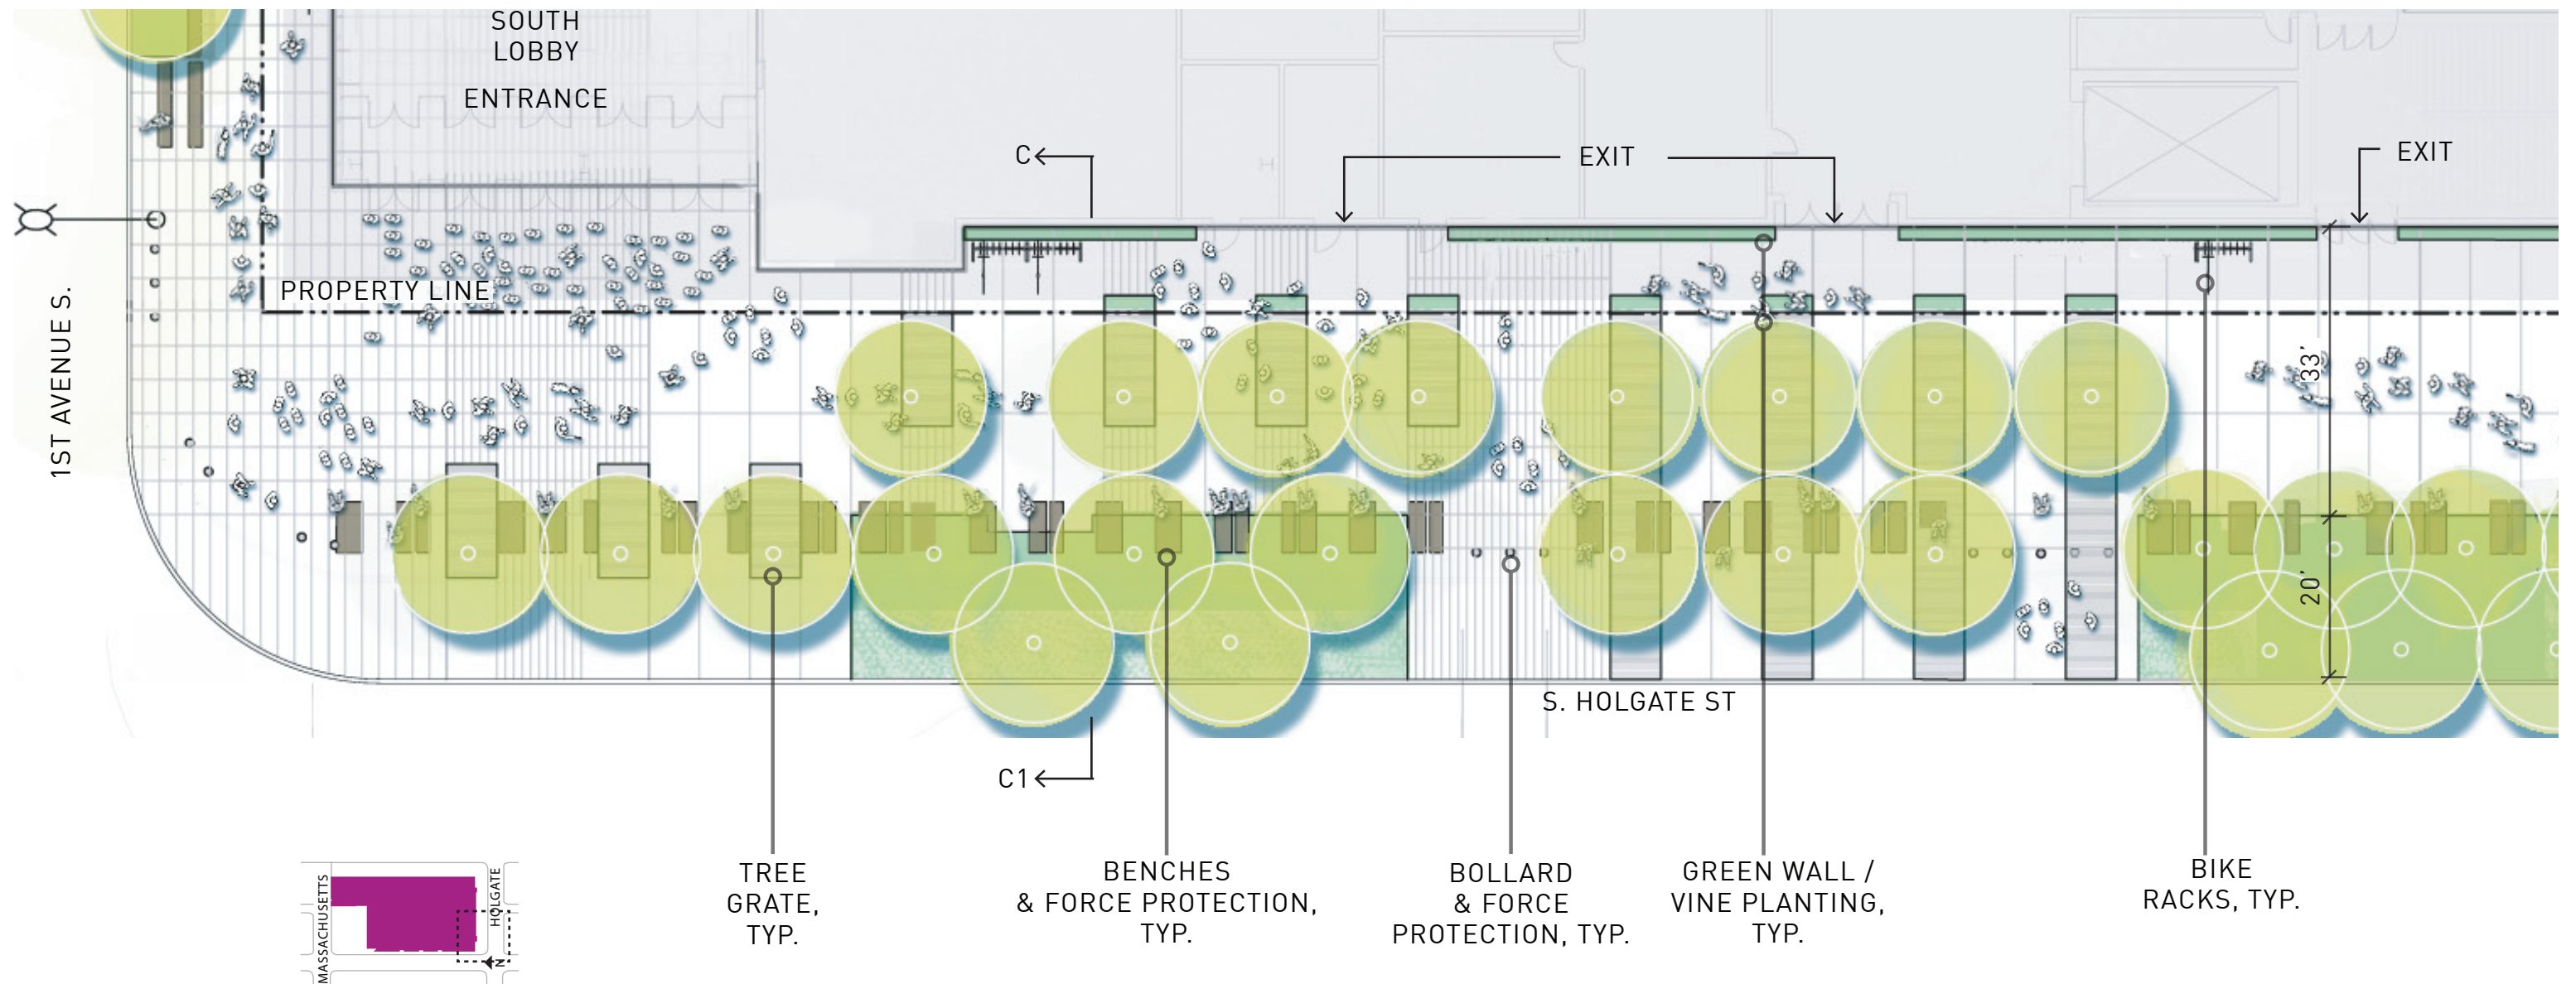 SOUTH
LOBBY
ENTRANCE
C
EXIT
EXIT
PROPERTY LINE
1ST AVENUE S.
33'
20'
S. HOLGATE ST
C1
TREE
GRATE,
TYP.
BENCHES
& FORCE PROTECTION,
TYP.
BOLLARD
& FORCE
PROTECTION, TYP.
GREEN WALL /
VINE PLANTING,
TYP.
BIKE
RACKS, TYP.
MASSACHUSETTS
HOLGATE
N